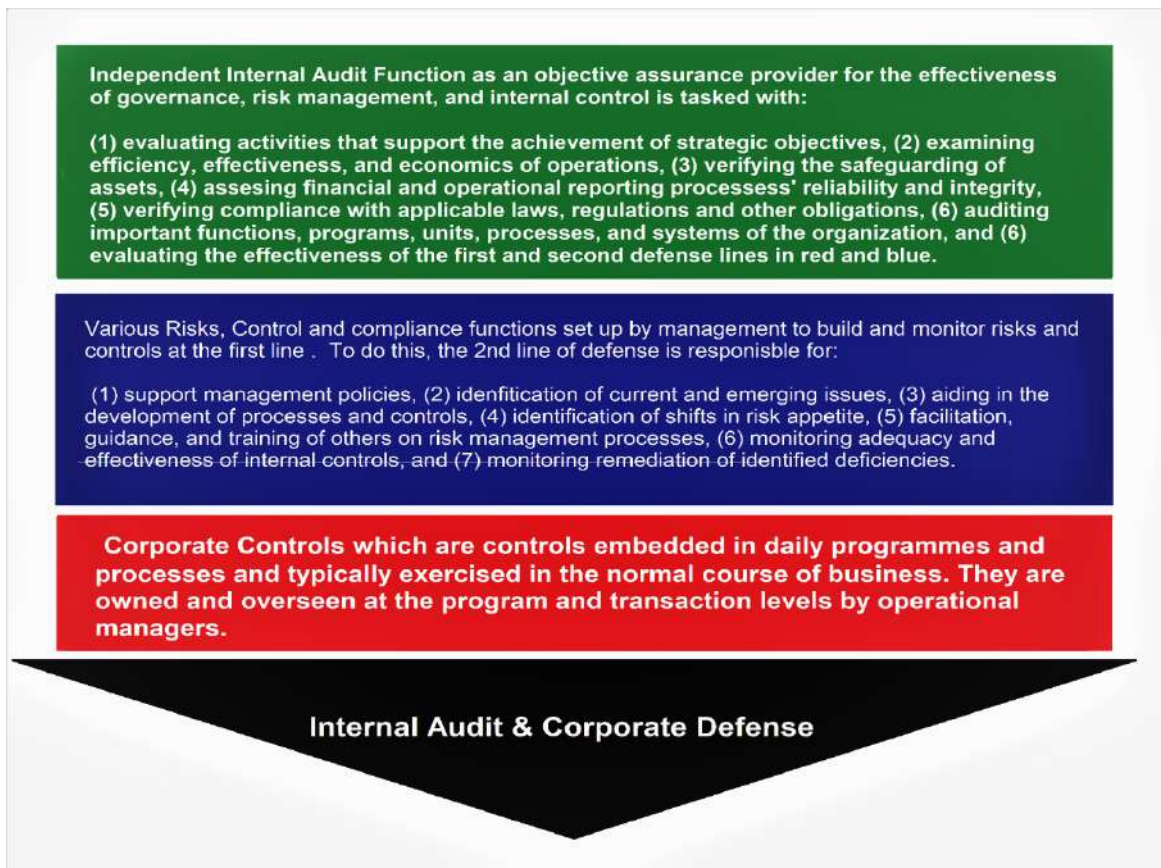 Independent Internal Audit Function as an objective assurance provider for the effectiveness
of governance, risk management, and internal control is tasked with:
(1) evaluating activities that support the achievement of strategic objectives, (2) examining
efficiency, effectiveness, and economics of operations, (3) verifying the safeguarding of
assets, (4) assesing financial and operational reporting processess' reliability and integrity,
(5) verifying compliance with applicable laws, regulations and other obligations, (6) auditing
important functions, programs, units, processes, and systems of the organization, and (6)
evaluating the effectiveness of the first and second defense lines in red and blue.
Various Risks, Control and compliance functions set up by management to build and monitor risks and
controls at the first line . To do this, the 2nd line of defense is responisble for:
(1) support management policies, (2) idenfitication of current and emerging issues, (3) aiding in the
development of processes and controls, (4) identification of shifts in risk appetite, (5) facilitation,
guidance, and training of others on risk management processes, (6) monitoring adequacy and
effectiveness of internal controls, and (7) monitoring remediation of identified deficiencies.
Corporate Controls which are controls embedded in daily programmes and
processes and typically exercised in the normal course of business. They are
owned and overseen at the program and transaction levels by operational
managers.
Internal Audit & Corporate Defense